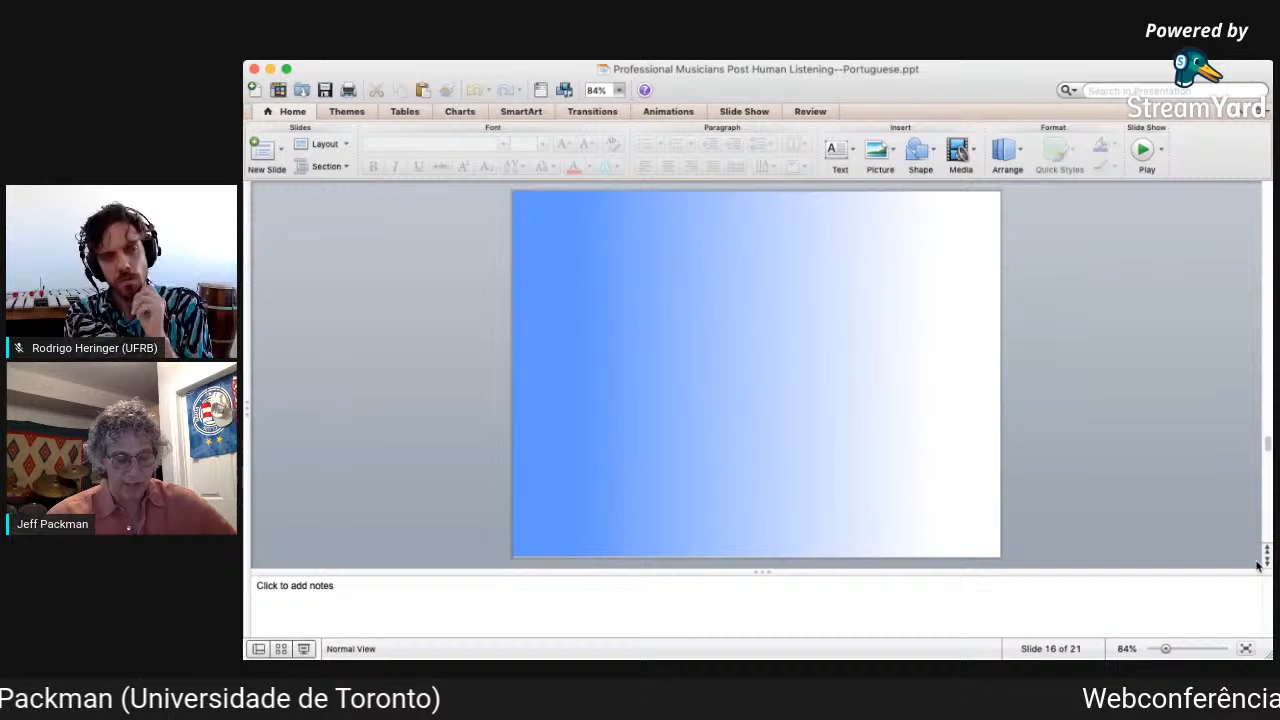 Powered by
StreamYard
Professional Musicians Post Human Listening--Portuguese.ppt
84%
Search in Presentation
Home
Themes
Tables
Charts
SmartArt
Transitions
Animations
Slide Show
Review
Slides
Font
Paragraph
Insert
Format
Slide Show
New Slide
Layout
Section
Text
Picture
Shape
Media
Arrange
Quick Styles
Play
Rodrigo Heringer (UFRB)
Jeff Packman
Click to add notes
Normal View
Slide 16 of 21
84%
Packman (Universidade de Toronto)
Webconferência